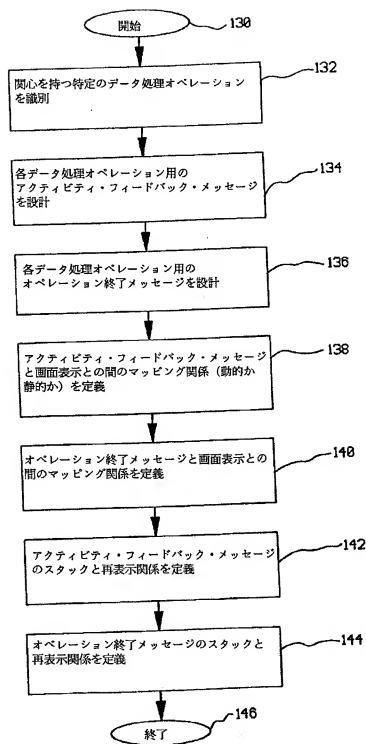 開始
130
関心を持つ特定のデータ処理オペレーション
を識別
132
各データ処理オペレーション用の
アクティビティ・フィードバック・メッセージ
を設計
134
各データ処理オペレーション用の
オペレーション終了メッセージを設計
136
アクティビティ・フィードバック・メッセージ
と画面表示との間のマッピング関係(動的か
静的か)を定義
138
オペレーション終了メッセージと画面表示との
間のマッピング関係を定義
140
アクティビティ・フィードバック・メッセージ
のスタックと再表示関係を定義
142
オペレーション終了メッセージのスタックと
再表示関係を定義
144
終了
146